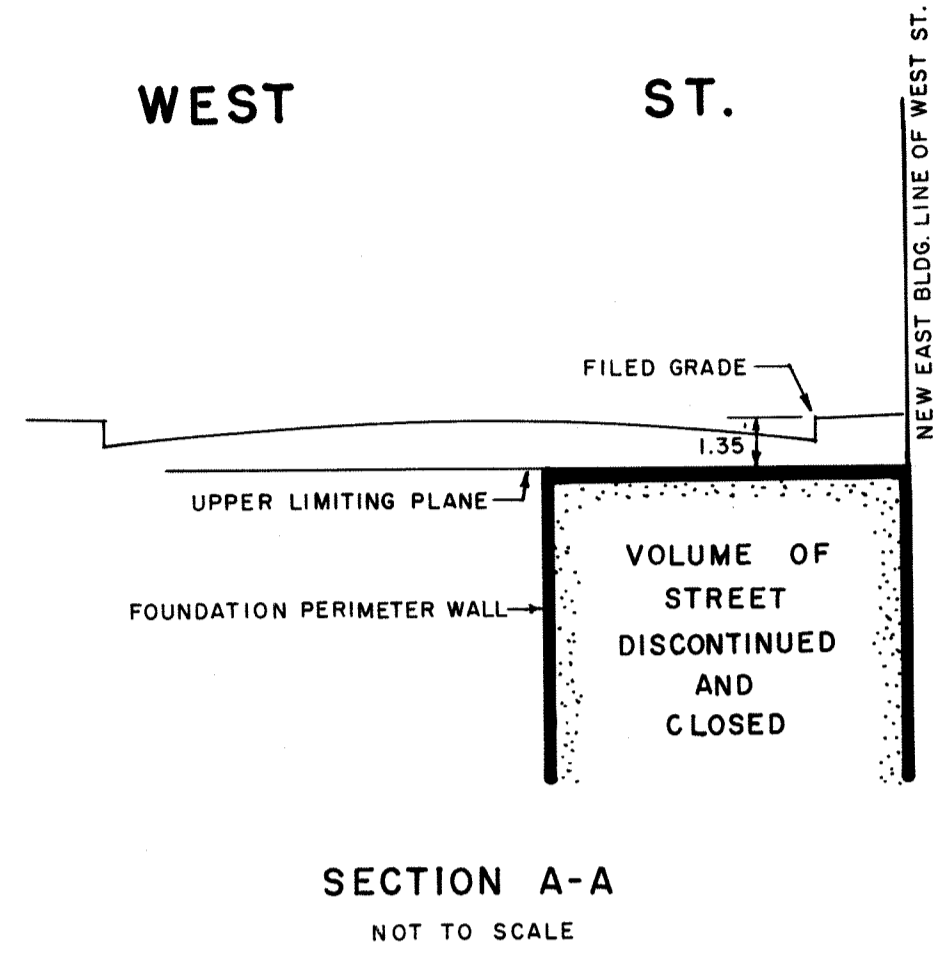 WEST ST.
NEW EAST BLDG. LINE OF WEST ST.
FILED GRADE
1.35'
UPPER LIMITING PLANE
FOUNDATION PERIMETER WALL
VOLUME OF
STREET
DISCONTINUED
AND
CLOSED
SECTION A-A
NOT TO SCALE